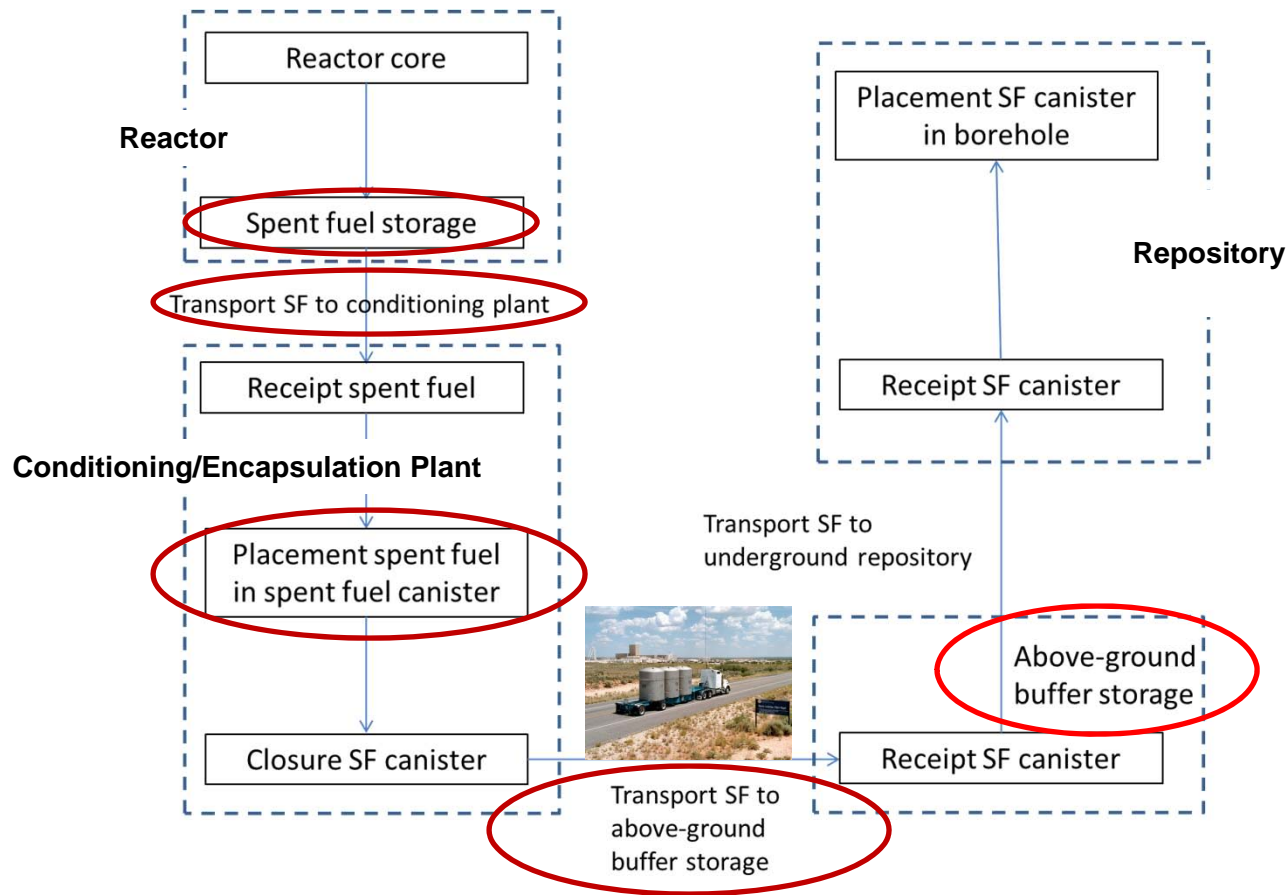 Reactor core
Reactor
Spent fuel storage
Transport SF to conditioning plant
Receipt spent fuel
Conditioning/Encapsulation Plant
Placement spent fuel
in spent fuel canister
Closure SF canister
Transport SF to
above-ground
buffer storage
Receipt SF canister
Above-ground
buffer storage
Transport SF to
underground repository
Receipt SF canister
Repository
Placement SF canister
in borehole